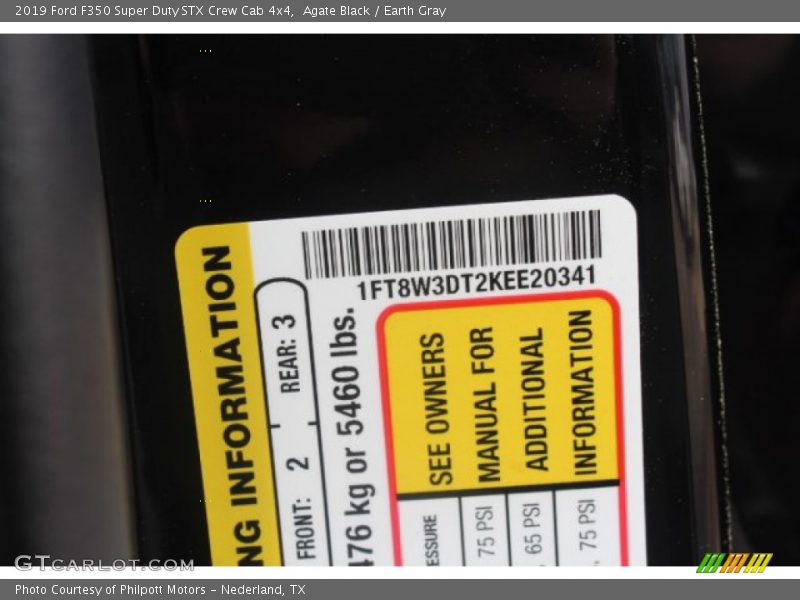 2019 Ford F350 Super Duty STX Crew Cab 4x4, Agate Black / Earth Gray
1FT8W3DT2KEE20341
NG INFORMATION
FRONT: 2 REAR: 3
476 kg or 5460 lbs.
SEE OWNERS
MANUAL FOR
ADDITIONAL
INFORMATION
ESSURE
75 PSI
, 65 PSI
, 75 PSI
GTCARLOT.COM
Photo Courtesy of Philpott Motors - Nederland, TX